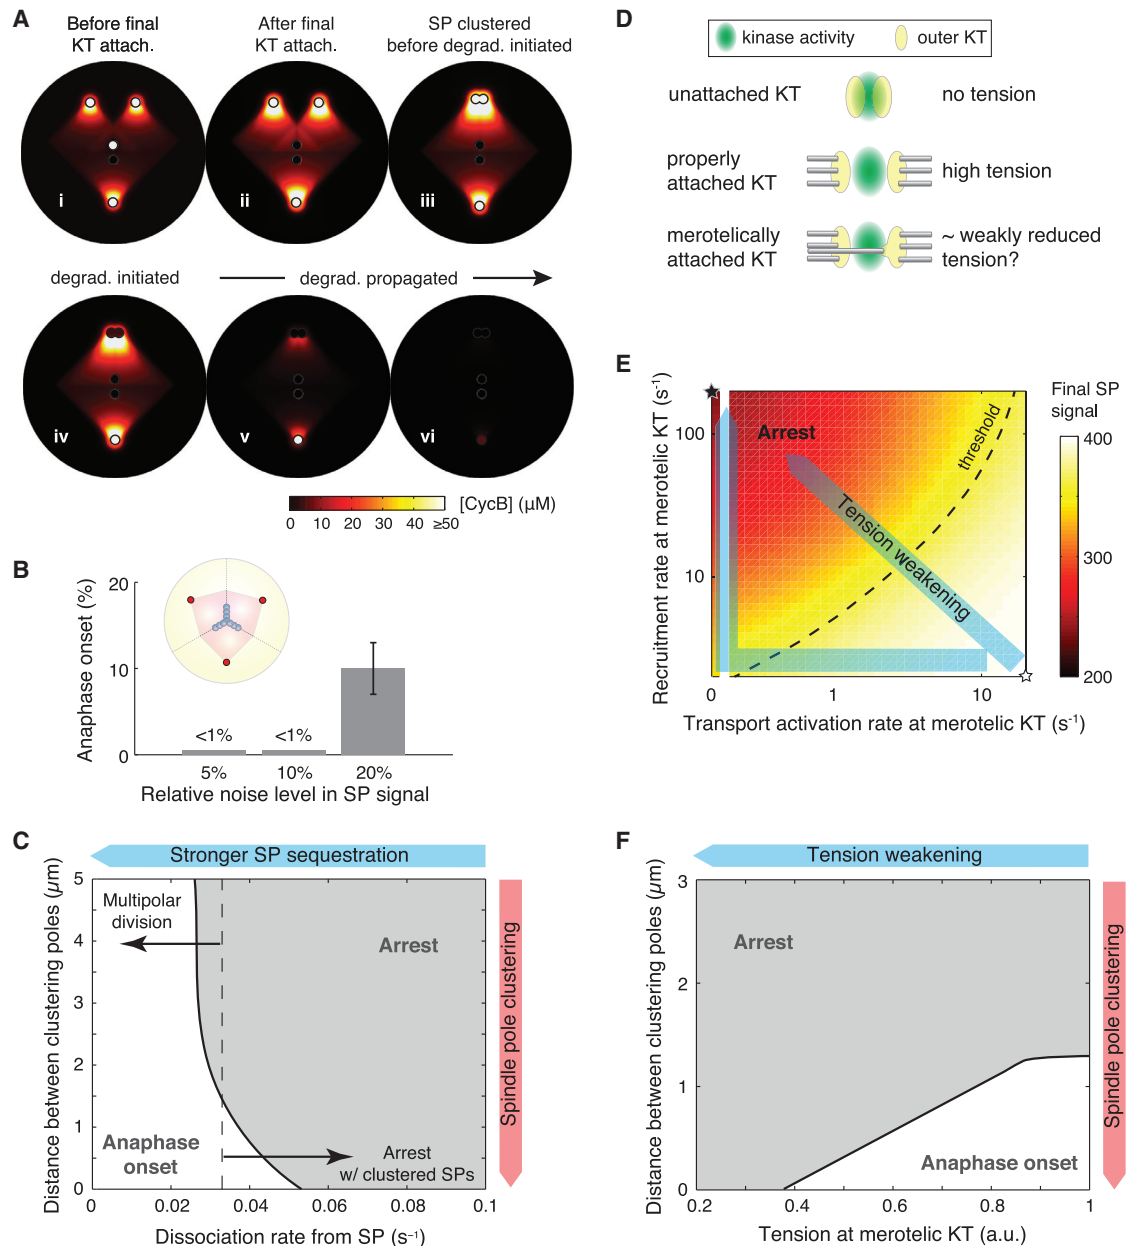 A
Before final
KT attach.
After final
KT attach.
SP clustered
before degrad. initiated
i
ii
iii
degrad. initiated
degrad. propagated
iv
v
vi
[CycB] (µM)
0 10 20 30 40 ≥50
B
Anaphase onset (%)
20
10
0
<1%
<1%
5% 10% 20%
Relative noise level in SP signal
C
Stronger SP sequestration
Distance between clustering poles (µm)
5
4
3
2
1
0
Multipolar
division
Arrest
Anaphase
onset
Arrest
w/ clustered SPs
0 0.02 0.04 0.06 0.08 0.1
Dissociation rate from SP (s⁻¹)
Spindle pole clustering
D
kinase activity
outer KT
unattached KT
no tension
properly
attached KT
high tension
merotelically
attached KT
~ weakly reduced
tension?
E
Recruitment rate at merotelic KT (s⁻¹)
100
10
Arrest
threshold
Tension weakening
0 1 10
Transport activation rate at merotelic KT (s⁻¹)
Final SP
signal
400
300
200
F
Tension weakening
Distance between clustering poles (µm)
3
2
1
0
Arrest
Anaphase onset
0.2 0.4 0.6 0.8 1
Tension at merotelic KT (a.u.)
Spindle pole clustering